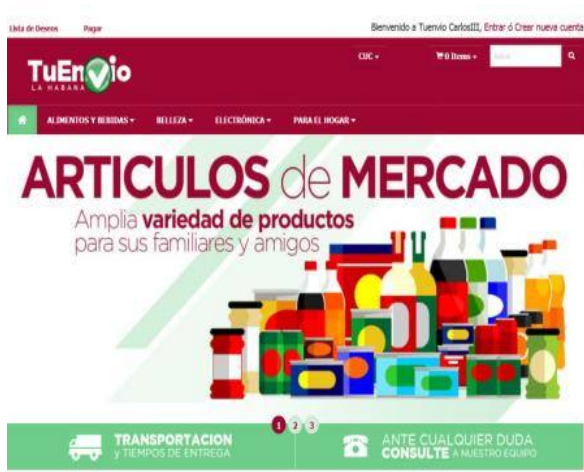 Lista de Deseos Pagar Bienvenido a Tuenvio CarlosIII, Entrar ó Crear nueva cuenta
TuEnvio
LA HABANA
CUC 0 Items
ALIMENTOS Y BEBIDAS BELLEZA ELECTRÓNICA PARA EL HOGAR
ARTICULOS de MERCADO
Amplia variedad de productos
para sus familiares y amigos
1 2 3
TRANSPORTACION
y TIEMPOS DE ENTREGA
ANTE CUALQUIER DUDA
CONSULTE A NUESTRO EQUIPO